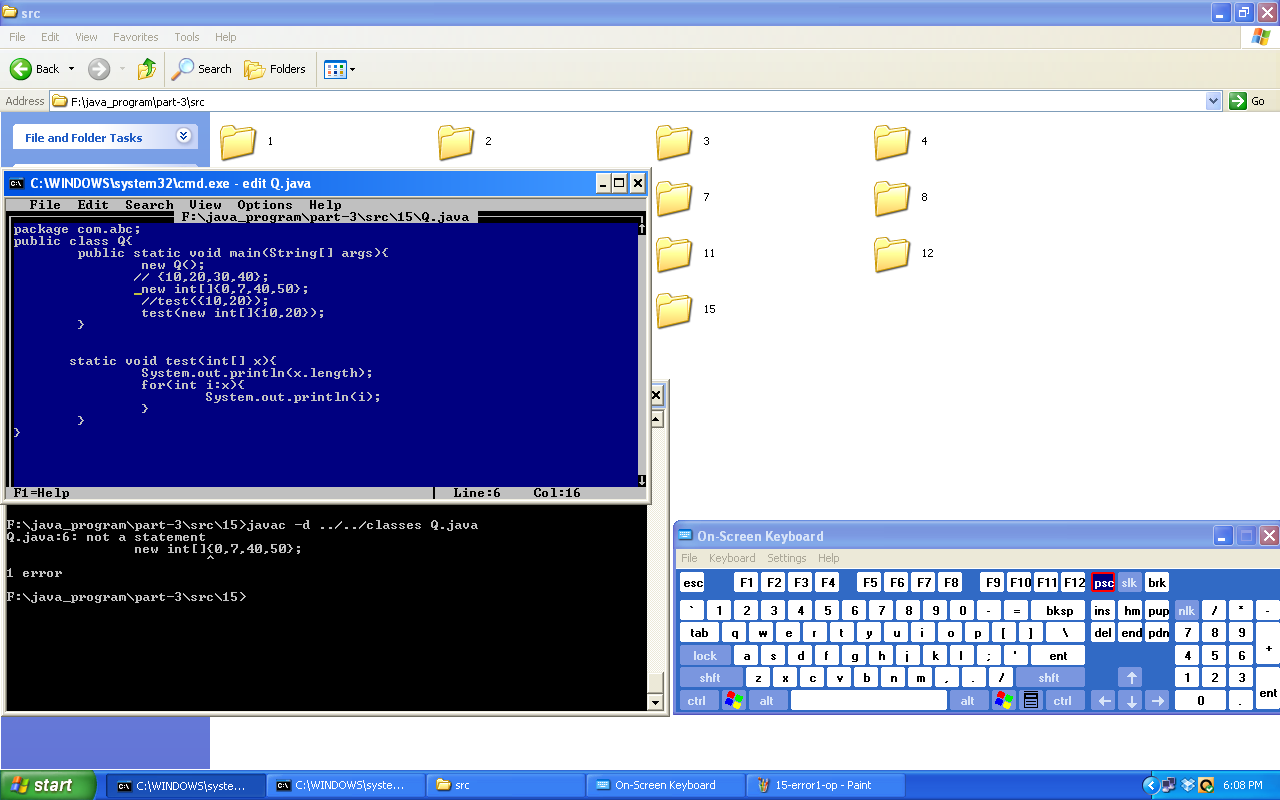 src
File Edit View Favorites Tools Help
Back Search Folders
Address F:\java_program\part-3\src Go
File and Folder Tasks
1 2 3 4
7 8
11 12
15
C:\WINDOWS\system32\cmd.exe - edit Q.java
File Edit Search View Options Help
F:\java_program\part-3\src\15\Q.java
package com.abc;
public class Q{
public static void main(String[] args){
new Q();
// {10,20,30,40};
_new int[]{0,7,40,50};
//test({10,20});
test(new int[]{10,20});
}
static void test(int[] x){
System.out.println(x.length);
for(int i:x){
System.out.println(i);
}
}
}
F1=Help Line:6 Col:16
F:\java_program\part-3\src\15>javac -d ../../classes Q.java
Q.java:6: not a statement
new int[]{0,7,40,50};
^
1 error
F:\java_program\part-3\src\15>
On-Screen Keyboard
File Keyboard Settings Help
esc F1 F2 F3 F4 F5 F6 F7 F8 F9 F10 F11 F12 psc slk brk
` 1 2 3 4 5 6 7 8 9 0 - = bksp ins hm pup nlk / * -
tab q w e r t y u i o p [ ] \ del end pdn 7 8 9 +
lock a s d f g h j k l ; ' ent 4 5 6
shft z x c v b n m , . / shft 1 2 3 ent
ctrl alt alt ctrl 0 .
start C:\WINDOWS\syste... C:\WINDOWS\syste... src On-Screen Keyboard 15-error1-op - Paint 6:08 PM